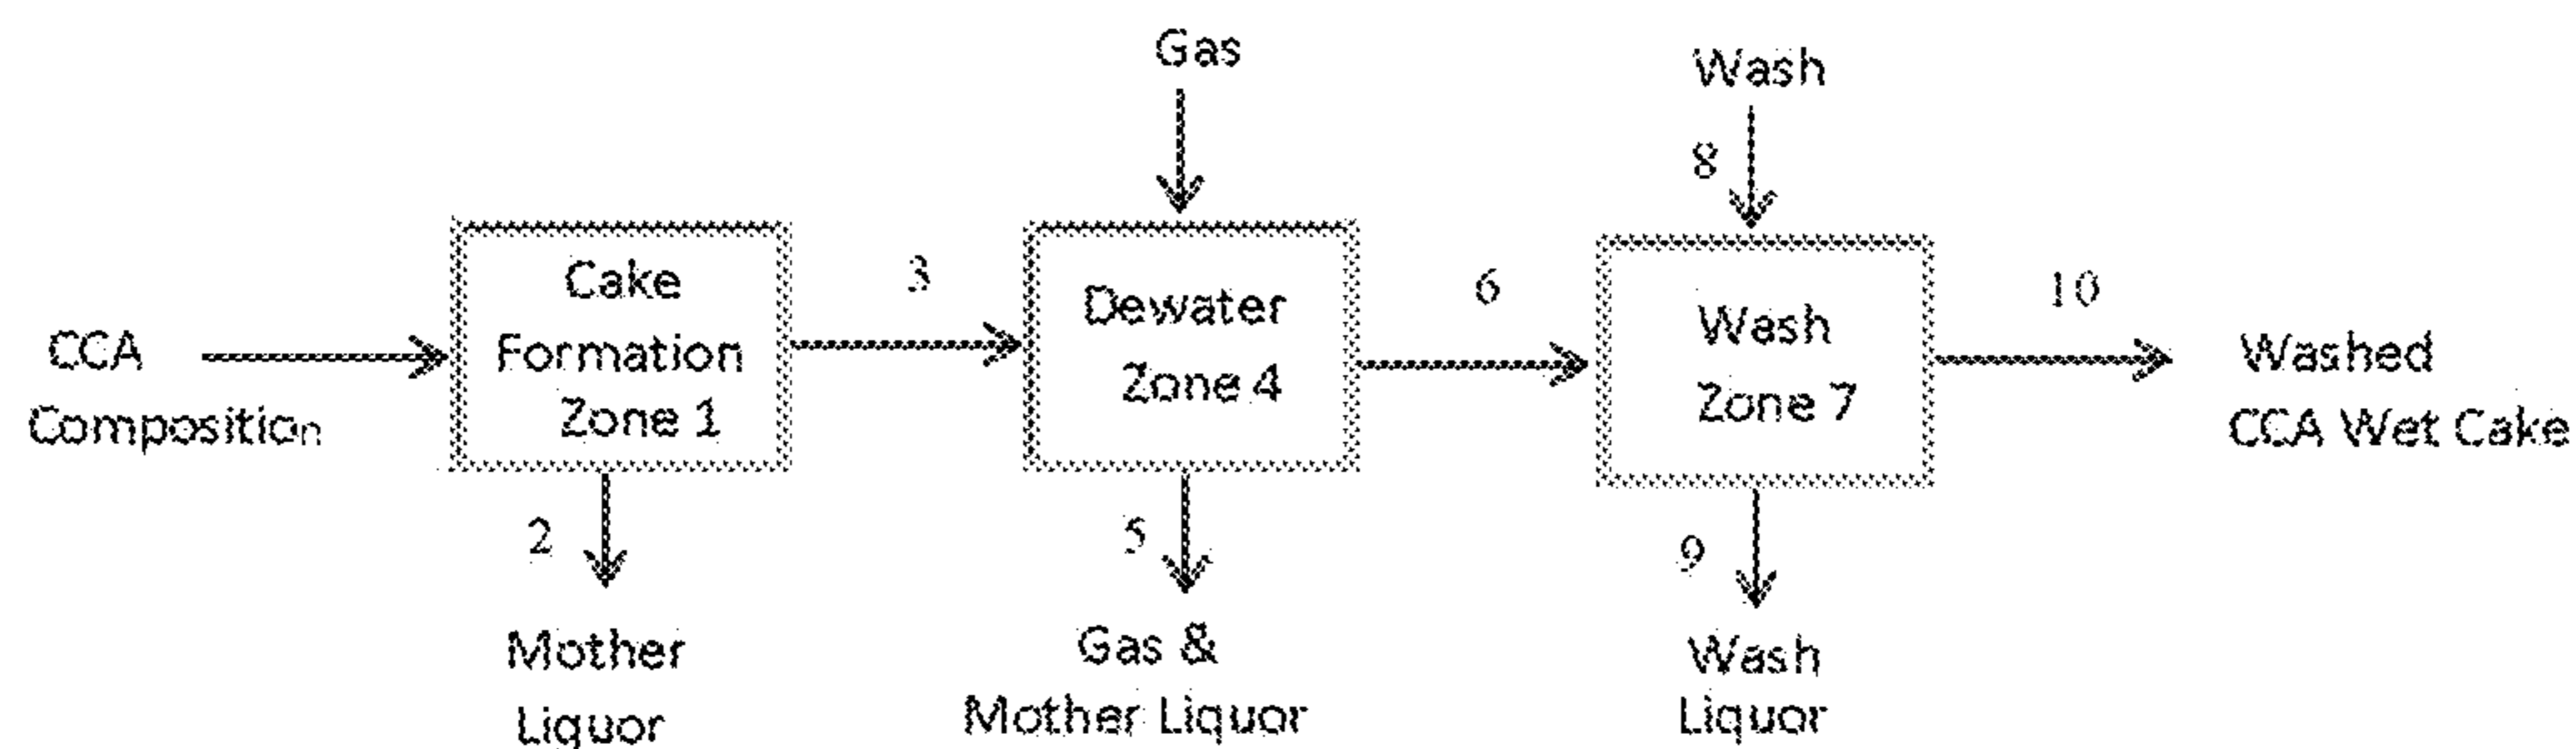 Gas
Wash
8
Cake
Formation
Zone 1
3
Dewater
Zone 4
6
Wash
Zone 7
10
CCA
Composition
Washed
CCA Wet Cake
2
5
9
Mother
Liquor
Gas &
Mother Liquor
Wash
Liquor